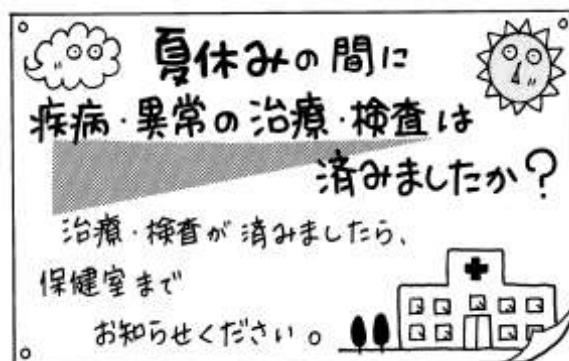 夏休みの間に
疾病・異常の治療・検査は
済みましたか？
治療・検査が済みましたら、
保健室まで
お知らせください。